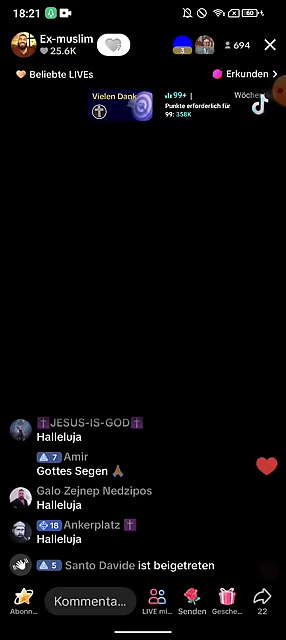 18:21
60
Ex-muslim
25.6K
694
Beliebte LIVEs
Erkunden
Vielen Dank
99+ |
Punkte erforderlich für
99: 358K
✝️JESUS-IS-GOD✝️
Halleluja
7 Amir
Gottes Segen 🙏🏾
Galo Zejnep Nedzipos
Halleluja
18 Ankerplatz ✝️
Halleluja
5 Santo Davide ist beigetreten
Abonn...
Kommenta...
LIVE mi...
Senden
Gesche...
22